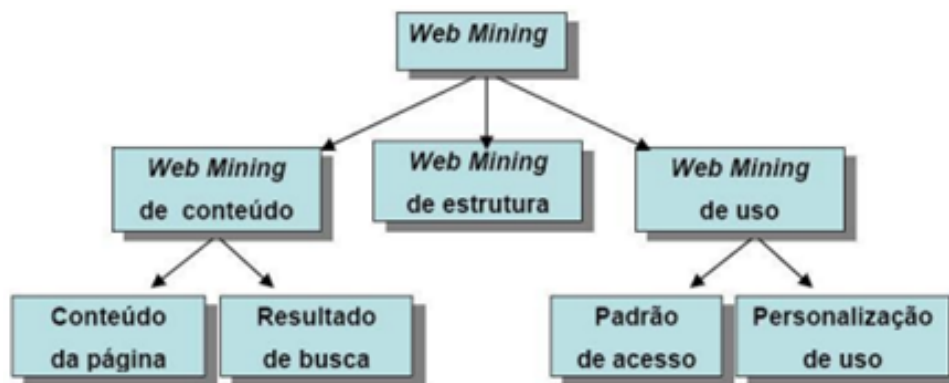 Web Mining
Web Mining
de conteúdo
Web Mining
de estrutura
Web Mining
de uso
Conteúdo
da página
Resultado
de busca
Padrão
de acesso
Personalização
de uso